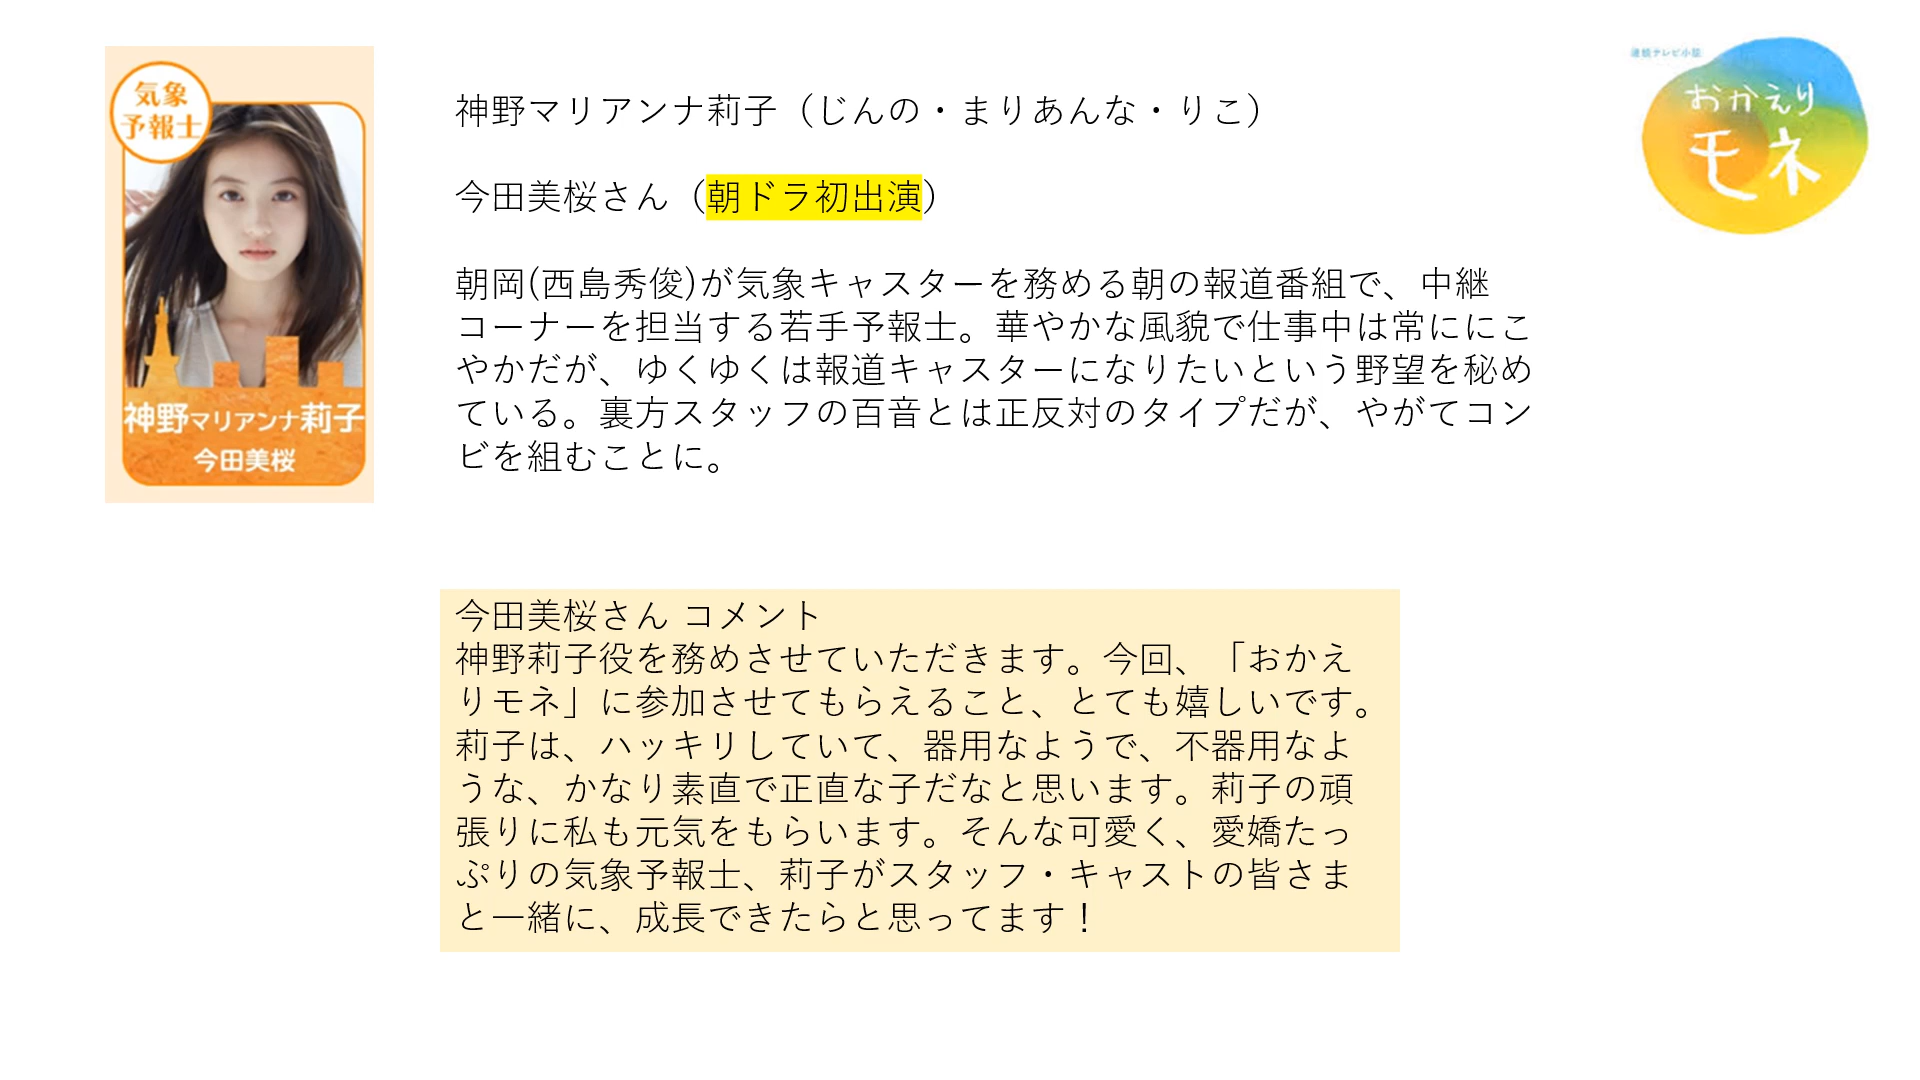 気象
予報士
神野マリアンナ莉子
今田美桜
神野マリアンナ莉子（じんの・まりあんな・りこ）
今田美桜さん（朝ドラ初出演）
朝岡(西島秀俊)が気象キャスターを務める朝の報道番組で、中継
コーナーを担当する若手予報士。華やかな風貌で仕事中は常ににこ
やかだが、ゆくゆくは報道キャスターになりたいという野望を秘め
ている。裏方スタッフの百音とは正反対のタイプだが、やがてコン
ビを組むことに。
連続テレビ小説
おかえり
モネ
今田美桜さん コメント
神野莉子役を務めさせていただきます。今回、「おかえ
りモネ」に参加させてもらえること、とても嬉しいです。
莉子は、ハッキリしていて、器用なようで、不器用なよ
うな、かなり素直で正直な子だなと思います。莉子の頑
張りに私も元気をもらいます。そんな可愛く、愛嬌たっ
ぷりの気象予報士、莉子がスタッフ・キャストの皆さま
と一緒に、成長できたらと思ってます！